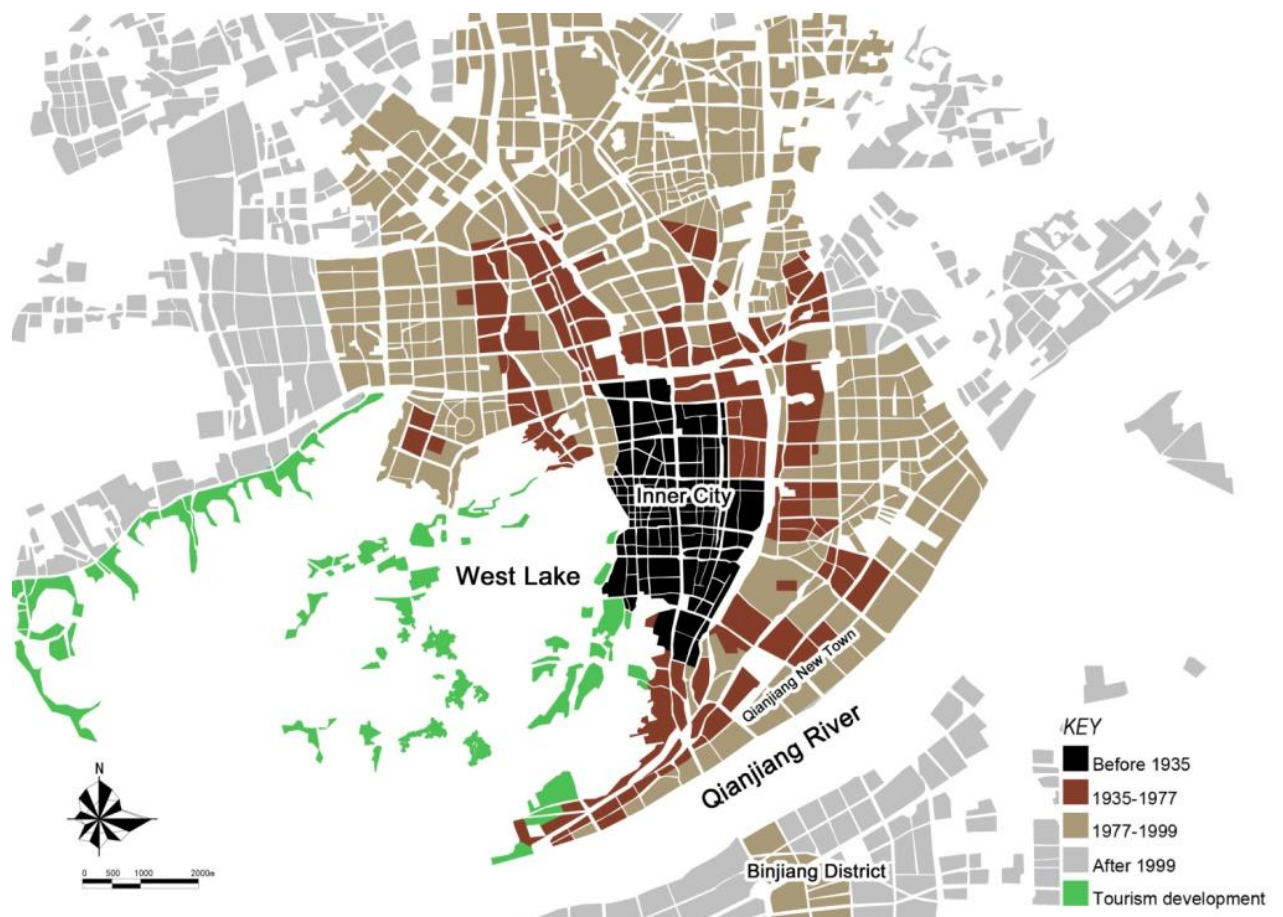 Inner City
West Lake
Qianjiang New Town
Qianjiang River
Binjiang District
N
0 500 1000 2000m
KEY
Before 1935
1935-1977
1977-1999
After 1999
Tourism development